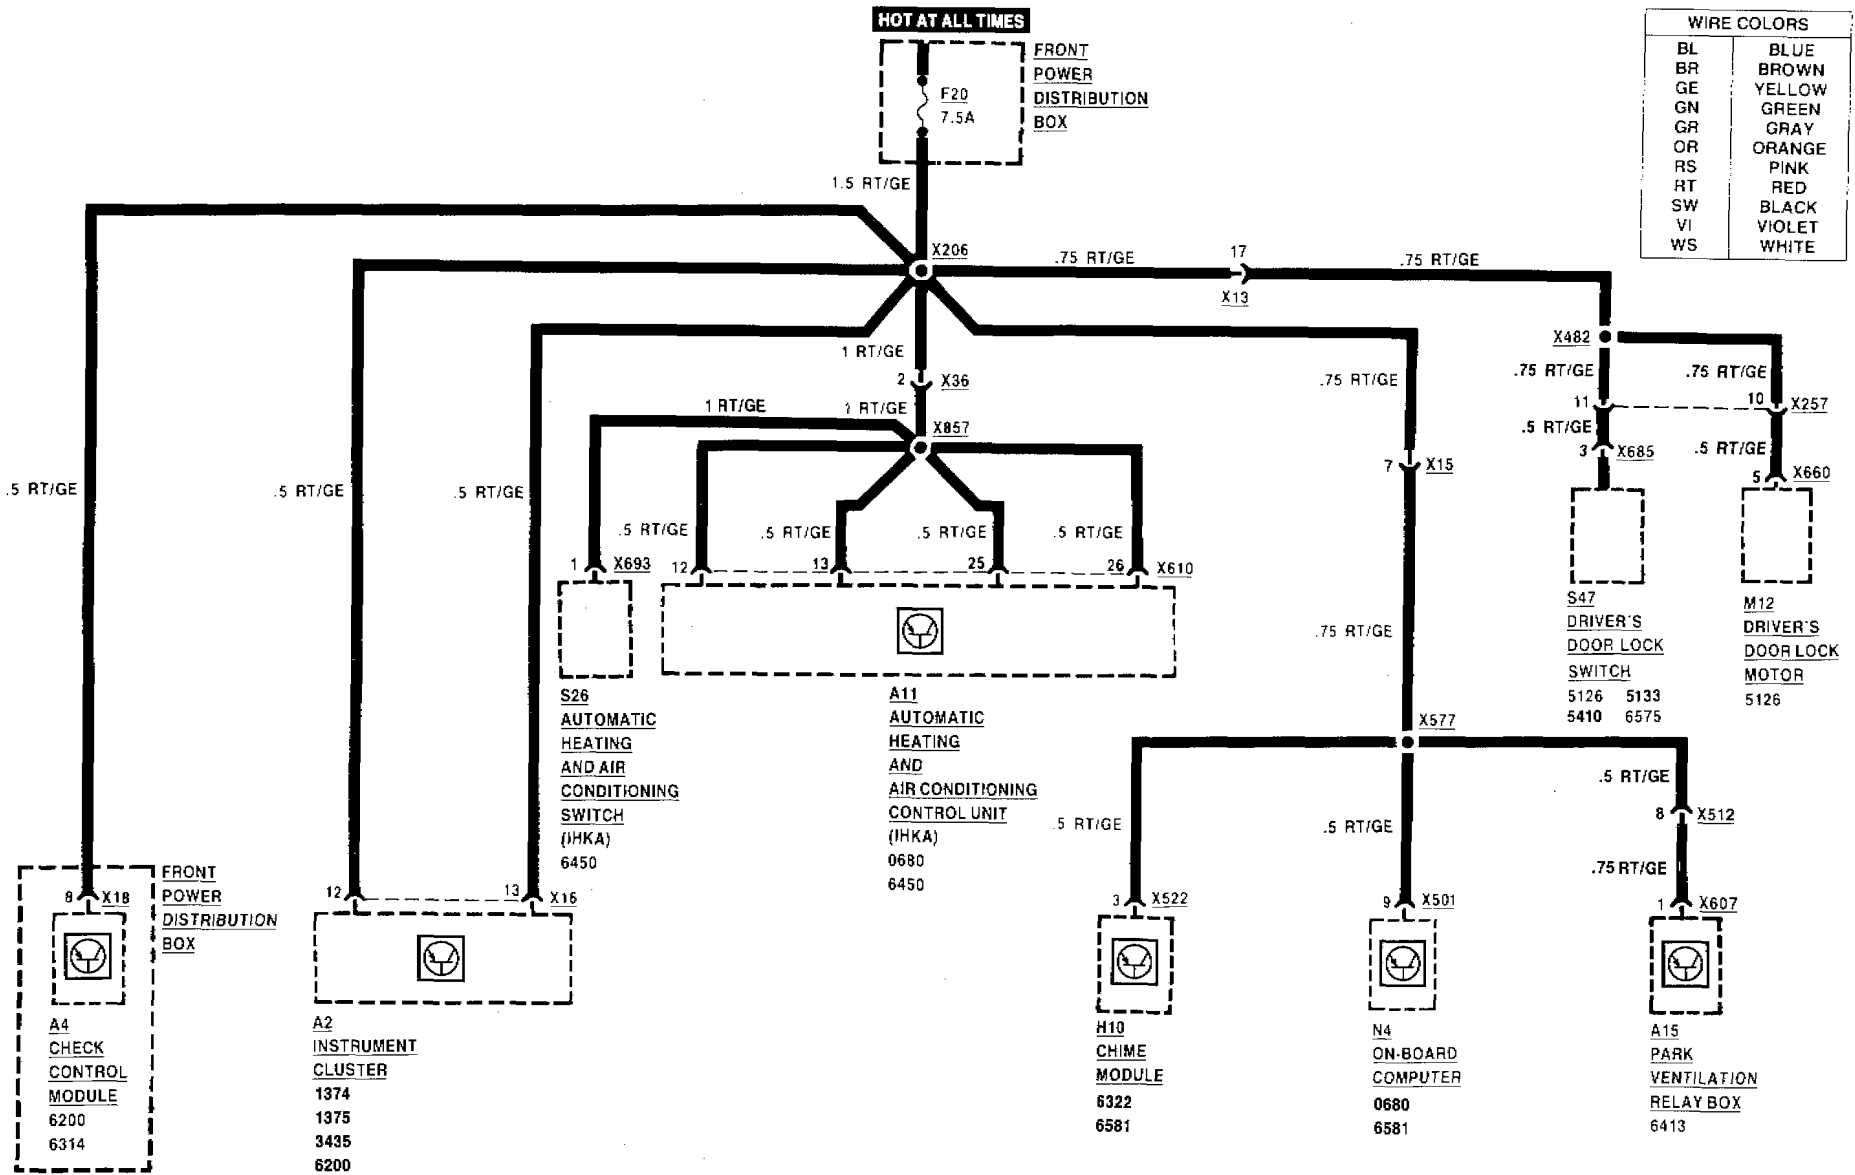 HOT AT ALL TIMES
FRONT
POWER
DISTRIBUTION
BOX
F20
7.5A
WIRE COLORS
BL BLUE
BR BROWN
GE YELLOW
GN GREEN
GR GRAY
OR ORANGE
RS PINK
RT RED
SW BLACK
VI VIOLET
WS WHITE
1.5 RT/GE
X206
.75 RT/GE
17
X13
.75 RT/GE
1 RT/GE
2 X36
X482
.75 RT/GE
.75 RT/GE
.75 RT/GE
1 RT/GE
1 RT/GE
11
10 X257
X857
.5 RT/GE
3 X685
.5 RT/GE
5 X660
7 X15
.5 RT/GE
.5 RT/GE
.5 RT/GE
.5 RT/GE
.5 RT/GE
.5 RT/GE
.5 RT/GE
1 X693
12
13
25
26 X610
S47
DRIVER'S
DOOR LOCK
SWITCH
5126 5133
5410 6575
M12
DRIVER'S
DOOR LOCK
MOTOR
5126
.75 RT/GE
S26
AUTOMATIC
HEATING
AND AIR
CONDITIONING
SWITCH
(IHKA)
6450
A11
AUTOMATIC
HEATING
AND
AIR CONDITIONING
CONTROL UNIT
(IHKA)
0680
6450
X577
.5 RT/GE
.5 RT/GE
.5 RT/GE
8 X512
.75 RT/GE
8 X18
FRONT
POWER
DISTRIBUTION
BOX
12
13 X16
3 X522
9 X501
1 X607
A4
CHECK
CONTROL
MODULE
6200
6314
A2
INSTRUMENT
CLUSTER
1374
1375
3435
6200
H10
CHIME
MODULE
6322
6581
N4
ON-BOARD
COMPUTER
0680
6581
A15
PARK
VENTILATION
RELAY BOX
6413